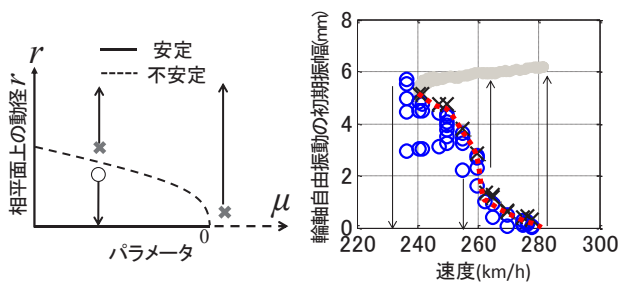 r
安定
不安定
相平面上の動径 r
μ
0
パラメータ
輪軸自由振動の初期振幅(mm)
8
6
4
2
0
220
240
260
280
300
速度(km/h)